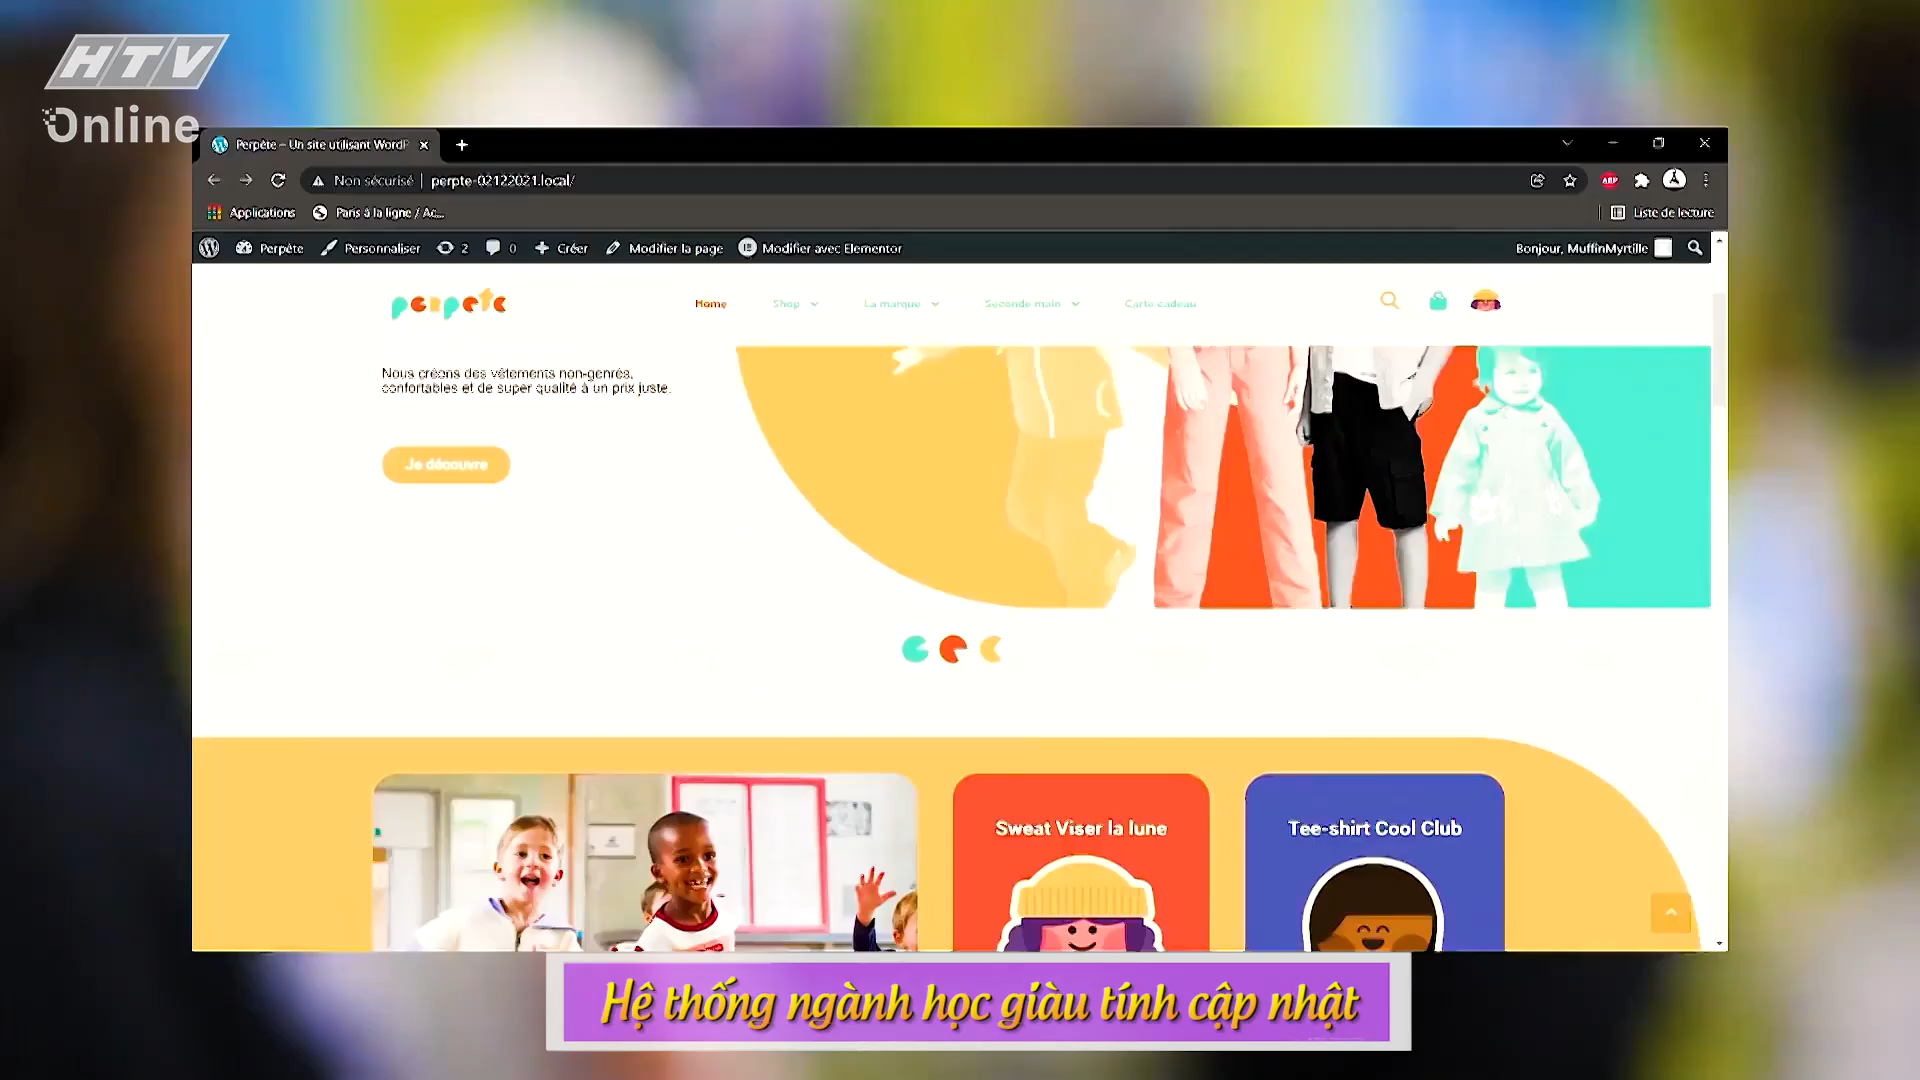 HTV
Online
Perpète – Un site utilisant WordP
Non sécurisé
perpte-02122021.local/
ABP
Applications
Paris à la ligne / Ac...
Liste de lecture
Perpète
Personnaliser
2
0
Créer
Modifier la page
Modifier avec Elementor
Bonjour, MuffinMyrtille
perpete
Home
Shop
La marque
Seconde main
Carte cadeau
Nous créons des vêtements non-genrés,
confortables et de super qualité à un prix juste.
Je découvre
Sweat Viser la lune
Tee-shirt Cool Club
Hệ thống ngành học giàu tính cập nhật